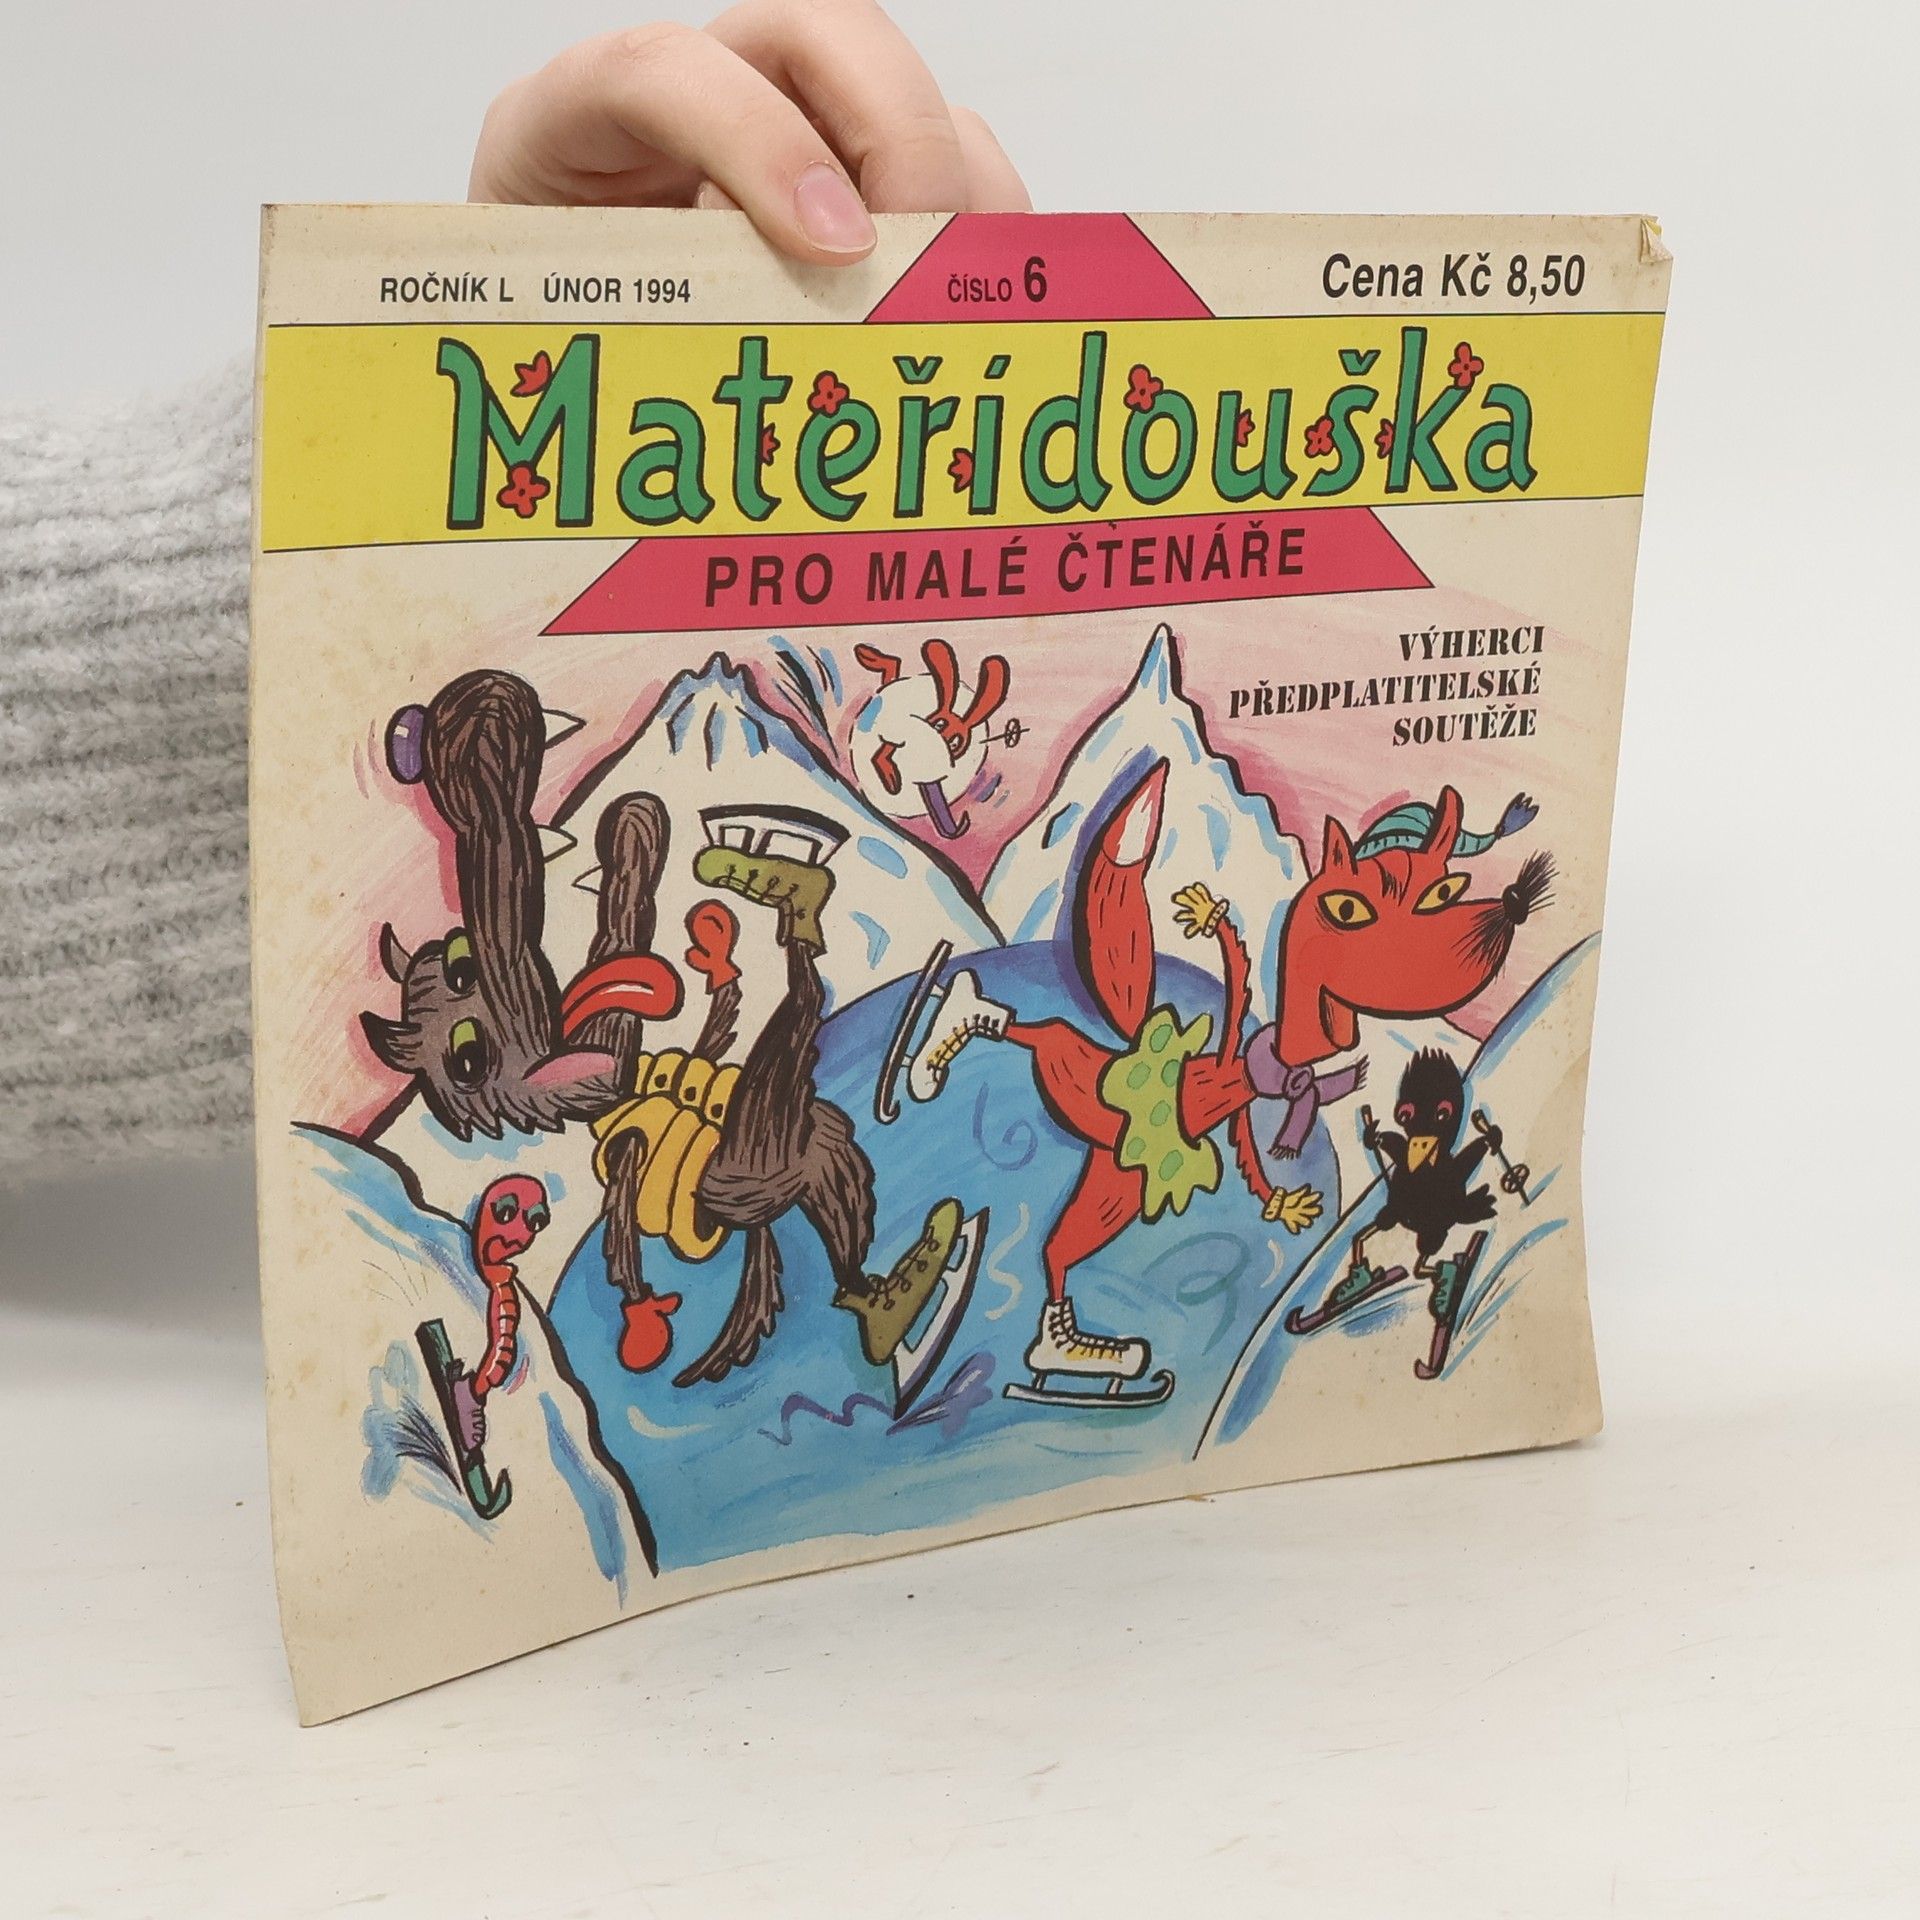 ROČNÍK L ÚNOR 1994
ČÍSLO 6
Cena Kč 8,50
Mateřídouška
PRO MALÉ ČTENÁŘE
VÝHERCI
PŘEDPLATITELSKÉ
SOUTĚŽE